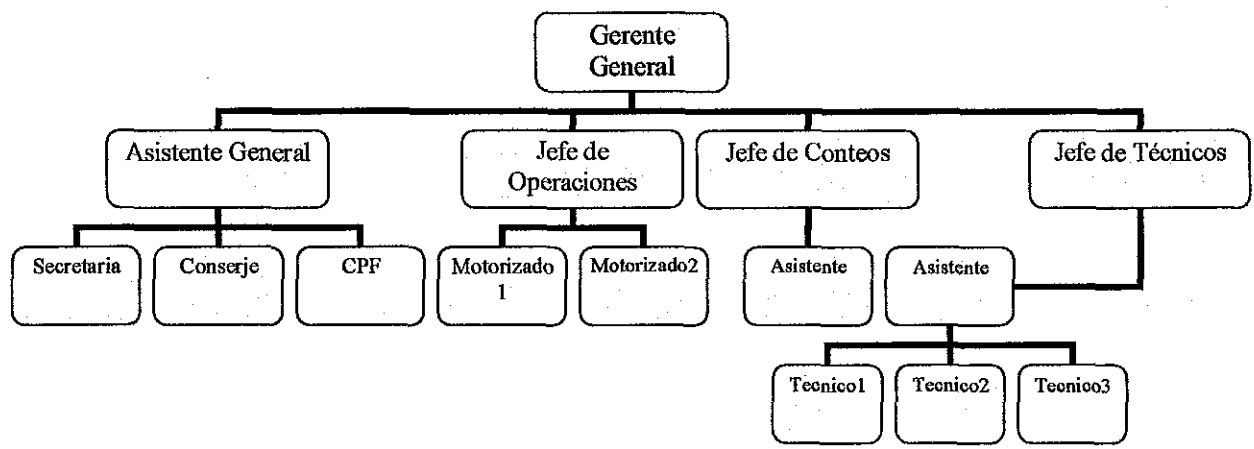 Gerente
General
Asistente General
Jefe de
Operaciones
Jefe de Conteos
Jefe de Técnicos
Secretaria
Conserje
CPF
Motorizado
1
Motorizado2
Asistente
Asistente
Tecnico1
Tecnico2
Tecnico3